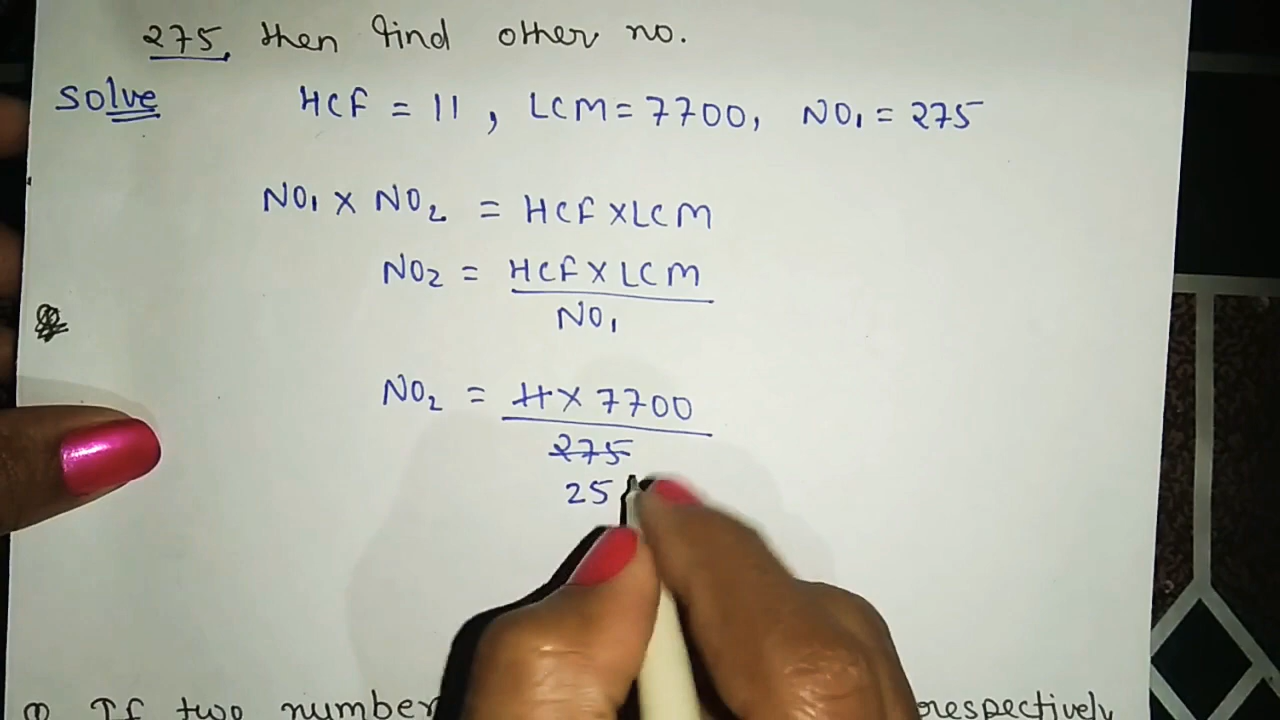 275, then find other no.
Solve HCF = 11, LCM = 7700, NO₁ = 275
NO₁ X NO₂ = HCF X LCM
NO₂ = HCF X LCM
NO₁
NO₂ = 11 X 7700
275
25
If two number respectively